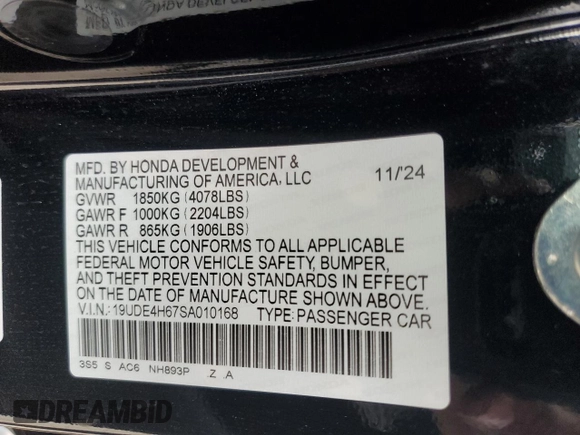 MFD. BY HONDA DEVELOPMENT &
MANUFACTURING OF AMERICA, LLC 11/'24
GVWR 1850KG (4078LBS)
GAWR F 1000KG (2204LBS)
GAWR R 865KG (1906LBS)
THIS VEHICLE CONFORMS TO ALL APPLICABLE
FEDERAL MOTOR VEHICLE SAFETY, BUMPER,
AND THEFT PREVENTION STANDARDS IN EFFECT
ON THE DATE OF MANUFACTURE SHOWN ABOVE.
V.I.N.:19UDE4H67SA010168 TYPE:PASSENGER CAR
3S5 S AC6 NH893P .Z .A
DREAMBID